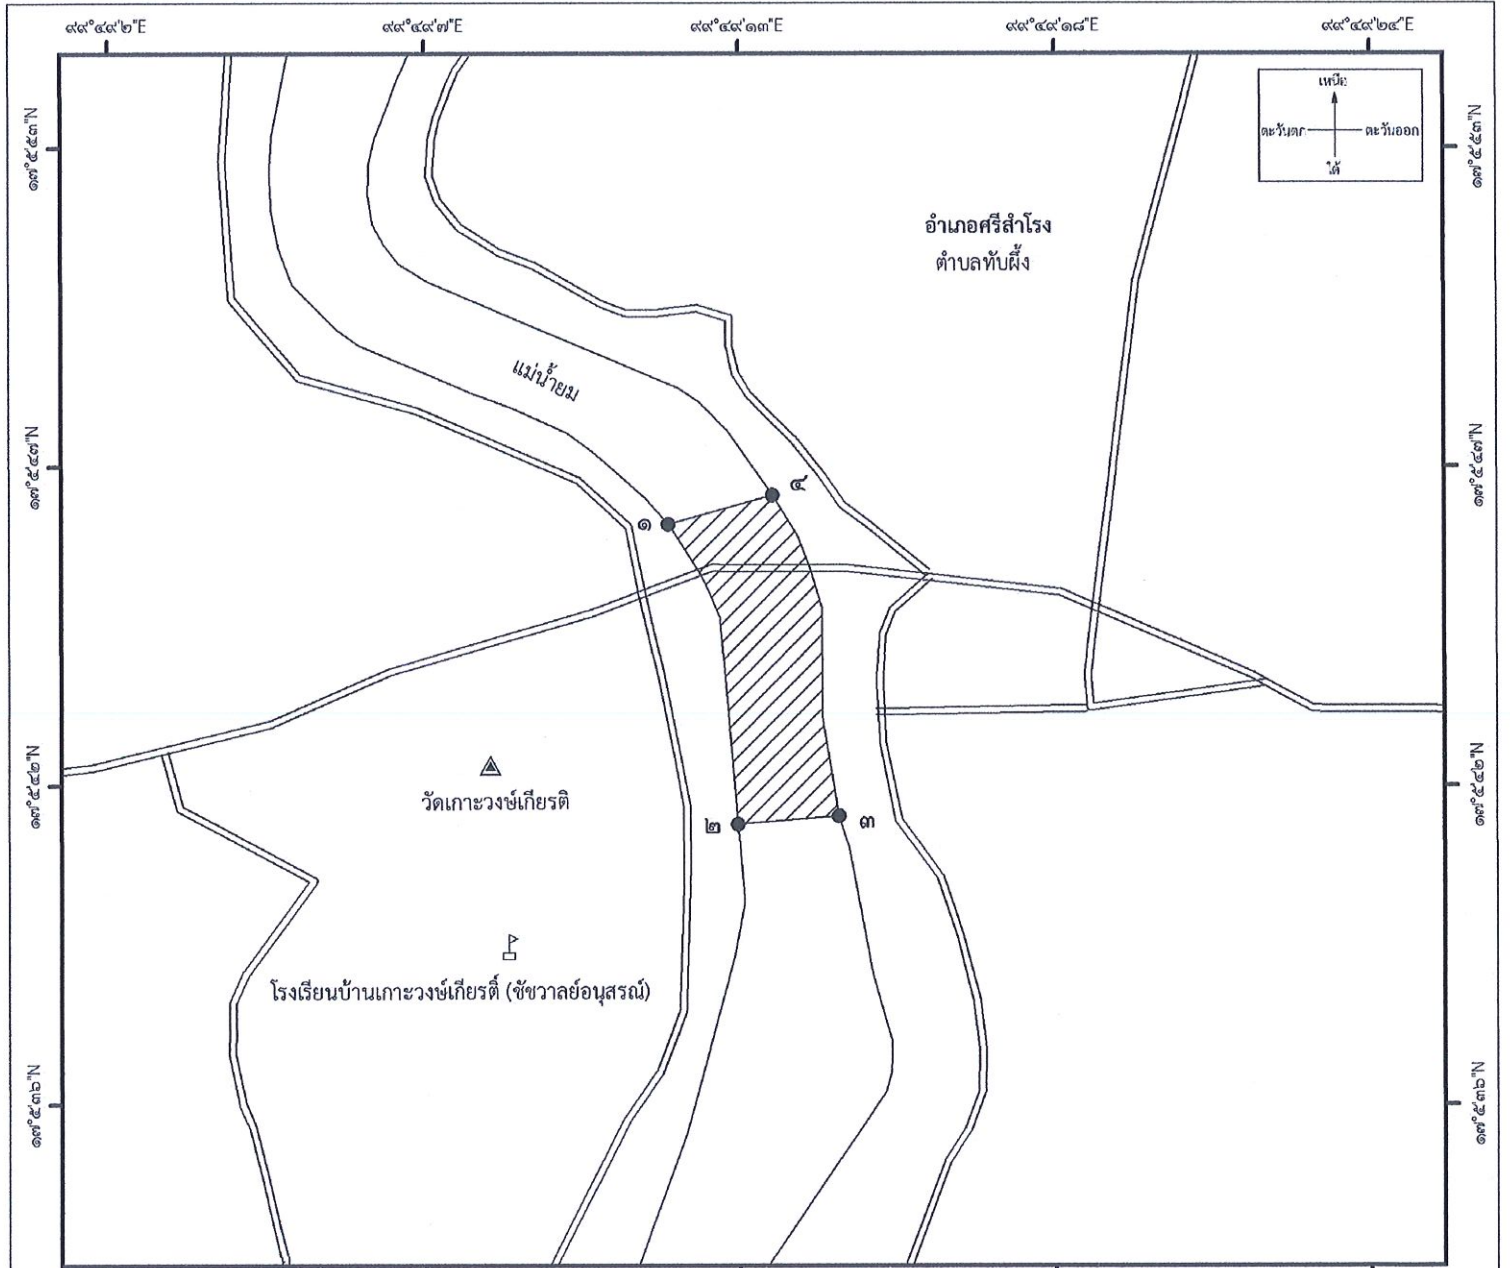 ๙๙°๔๙'๒"E ๙๙°๔๙'๗"E ๙๙°๔๙'๑๓"E ๙๙°๔๙'๑๘"E ๙๙°๔๙'๒๔"E
เหนือ
ตะวันตก ตะวันออก
ใต้
๑๗°๕'๕๓"N ๑๗°๕'๕๓"N
อำเภอศรีสำโรง
ตำบลทับผึ้ง
แม่น้ำยม
๑๗°๕'๔๗"N ๑๗°๕'๔๗"N
๔
๑
๑๗°๕'๔๒"N ๑๗°๕'๔๒"N
วัดเกาะวงษ์เกียรติ
๒ ๓
โรงเรียนบ้านเกาะวงษ์เกียรติ์ (ชัชวาลย์อนุสรณ์)
๑๗°๕'๓๖"N ๑๗°๕'๓๖"N